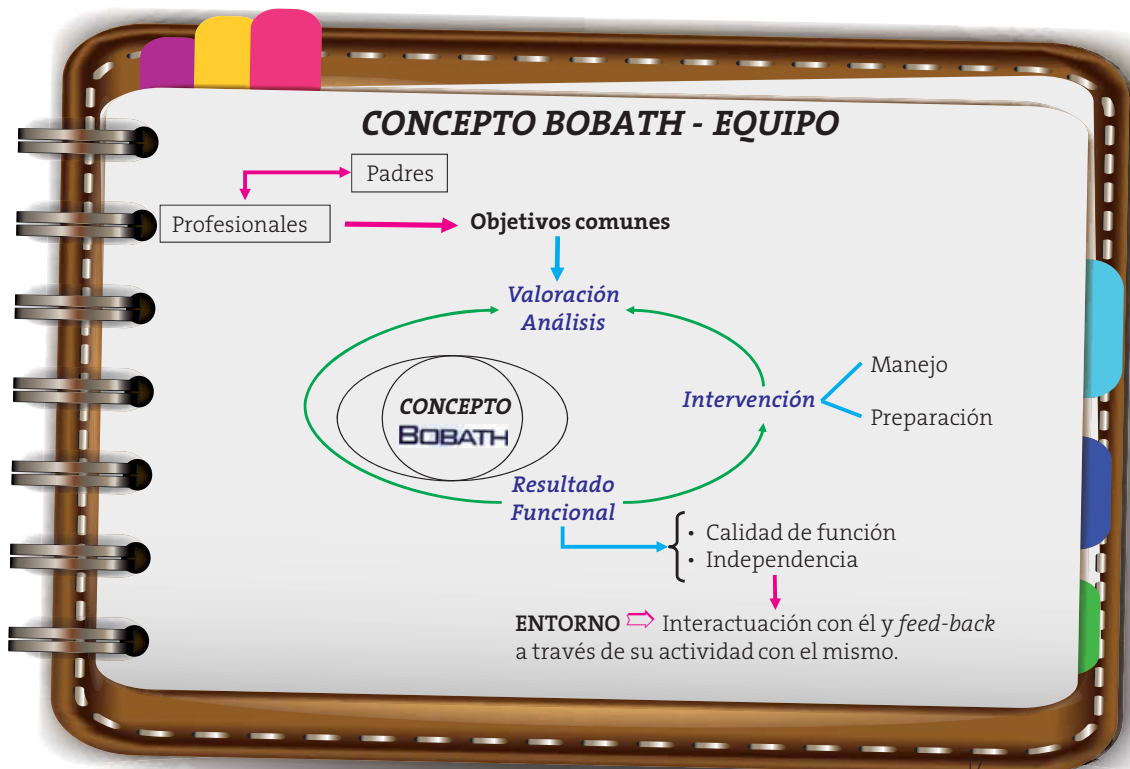 CONCEPTO BOBATH - EQUIPO
Padres
Profesionales
Objetivos comunes
Valoración
Análisis
Manejo
Intervención
Preparación
CONCEPTO
BOBATH
Resultado
Funcional
• Calidad de función
• Independencia
ENTORNO ⇨ Interactuación con él y feed-back
a través de su actividad con el mismo.